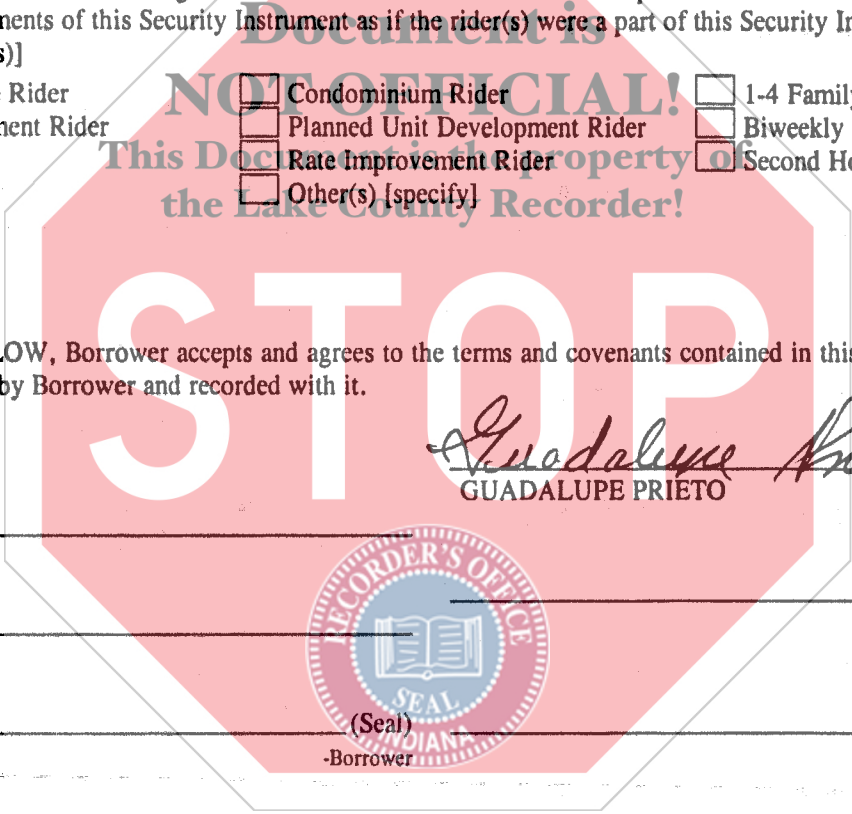 ments of this Security Instrument as if the rider(s) were a part of this Security In
s)]
Document is
NOT OFFICIAL!
This Document is the property of
the Lake County Recorder!
Rider
Condominium Rider
1-4 Family
ment Rider
Planned Unit Development Rider
Biweekly
Rate Improvement Rider
Second Ho
Other(s) [specify]
STOP
LOW, Borrower accepts and agrees to the terms and covenants contained in this
by Borrower and recorded with it.
Guadalupe
GUADALUPE PRIETO
RECORDER'S OFFICE
SEAL
INDIANA
(Seal)
-Borrower